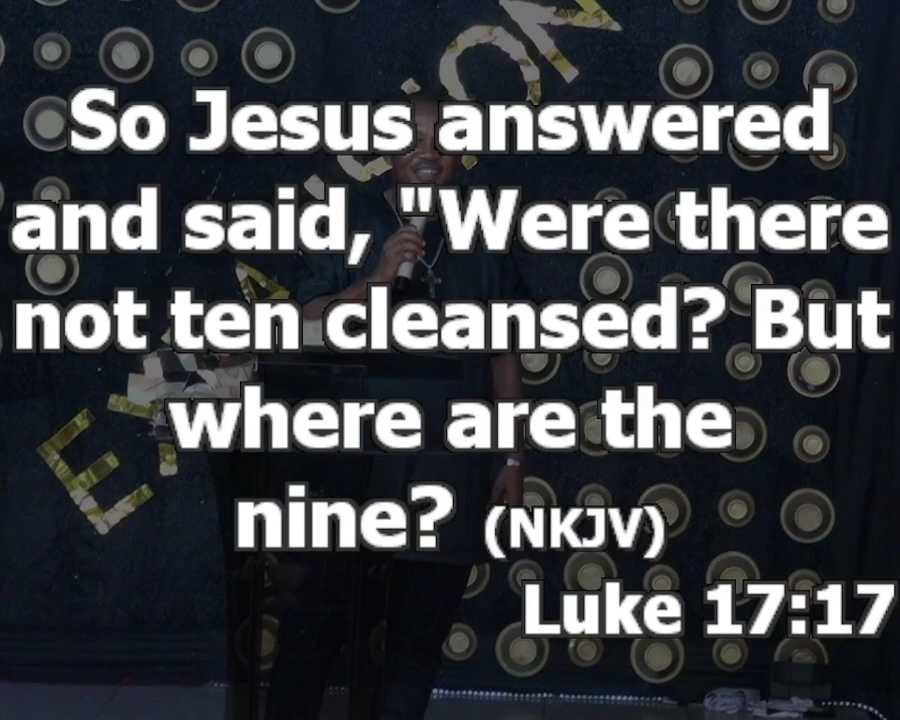 So Jesus answered
and said, "Were there
not ten cleansed? But
where are the
nine? (NKJV)
Luke 17:17